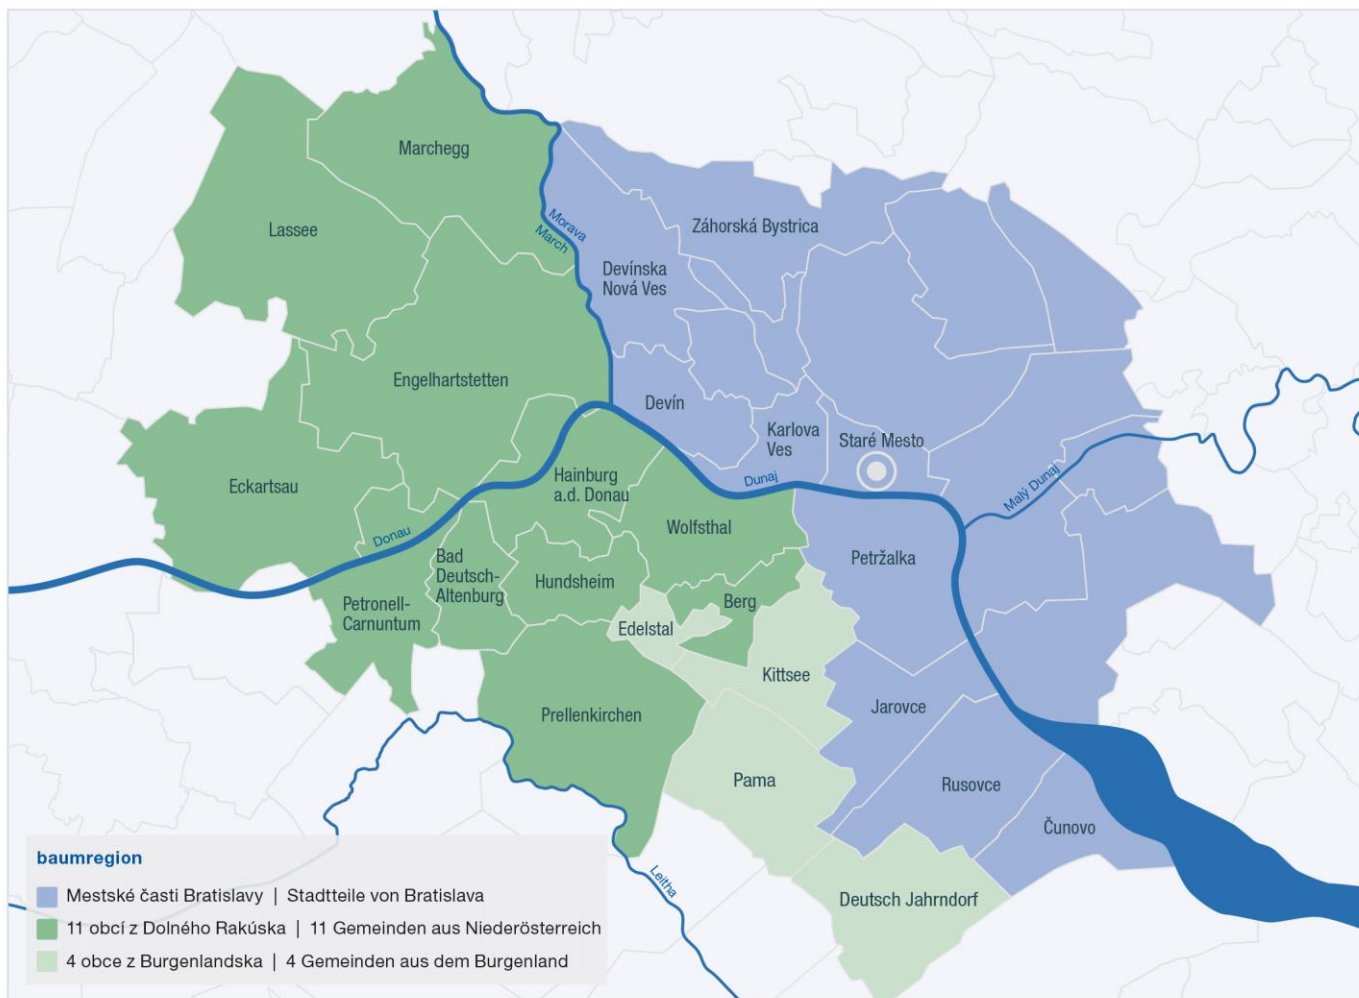 Marchegg
Lassee
Morava
March
Záhorská Bystrica
Devínska
Nová Ves
Engelhartstetten
Devín
Karlova
Ves
Staré Mesto
Eckartsau
Hainburg
a.d. Donau
Dunaj
Malý Dunaj
Donau
Wolfsthal
Petržalka
Bad
Deutsch-
Altenburg
Hundsheim
Petronell-
Carnuntum
Berg
Edelstal
Kittsee
Jarovce
Prellenkirchen
Pama
Rusovce
Čunovo
Leitha
Deutsch Jahrndorf
baumregion
Mestské časti Bratislavy | Stadtteile von Bratislava
11 obcí z Dolného Rakúska | 11 Gemeinden aus Niederösterreich
4 obce z Burgenlandska | 4 Gemeinden aus dem Burgenland